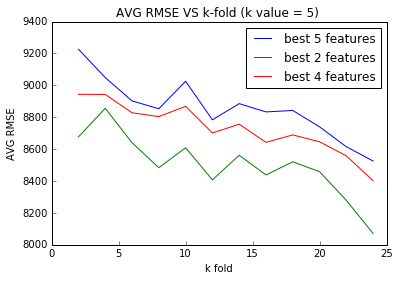 AVG RMSE VS k-fold (k value = 5)
9400
9200
9000
8800
8600
8400
8200
8000
AVG RMSE
best 5 features
best 2 features
best 4 features
0 5 10 15 20 25
k fold